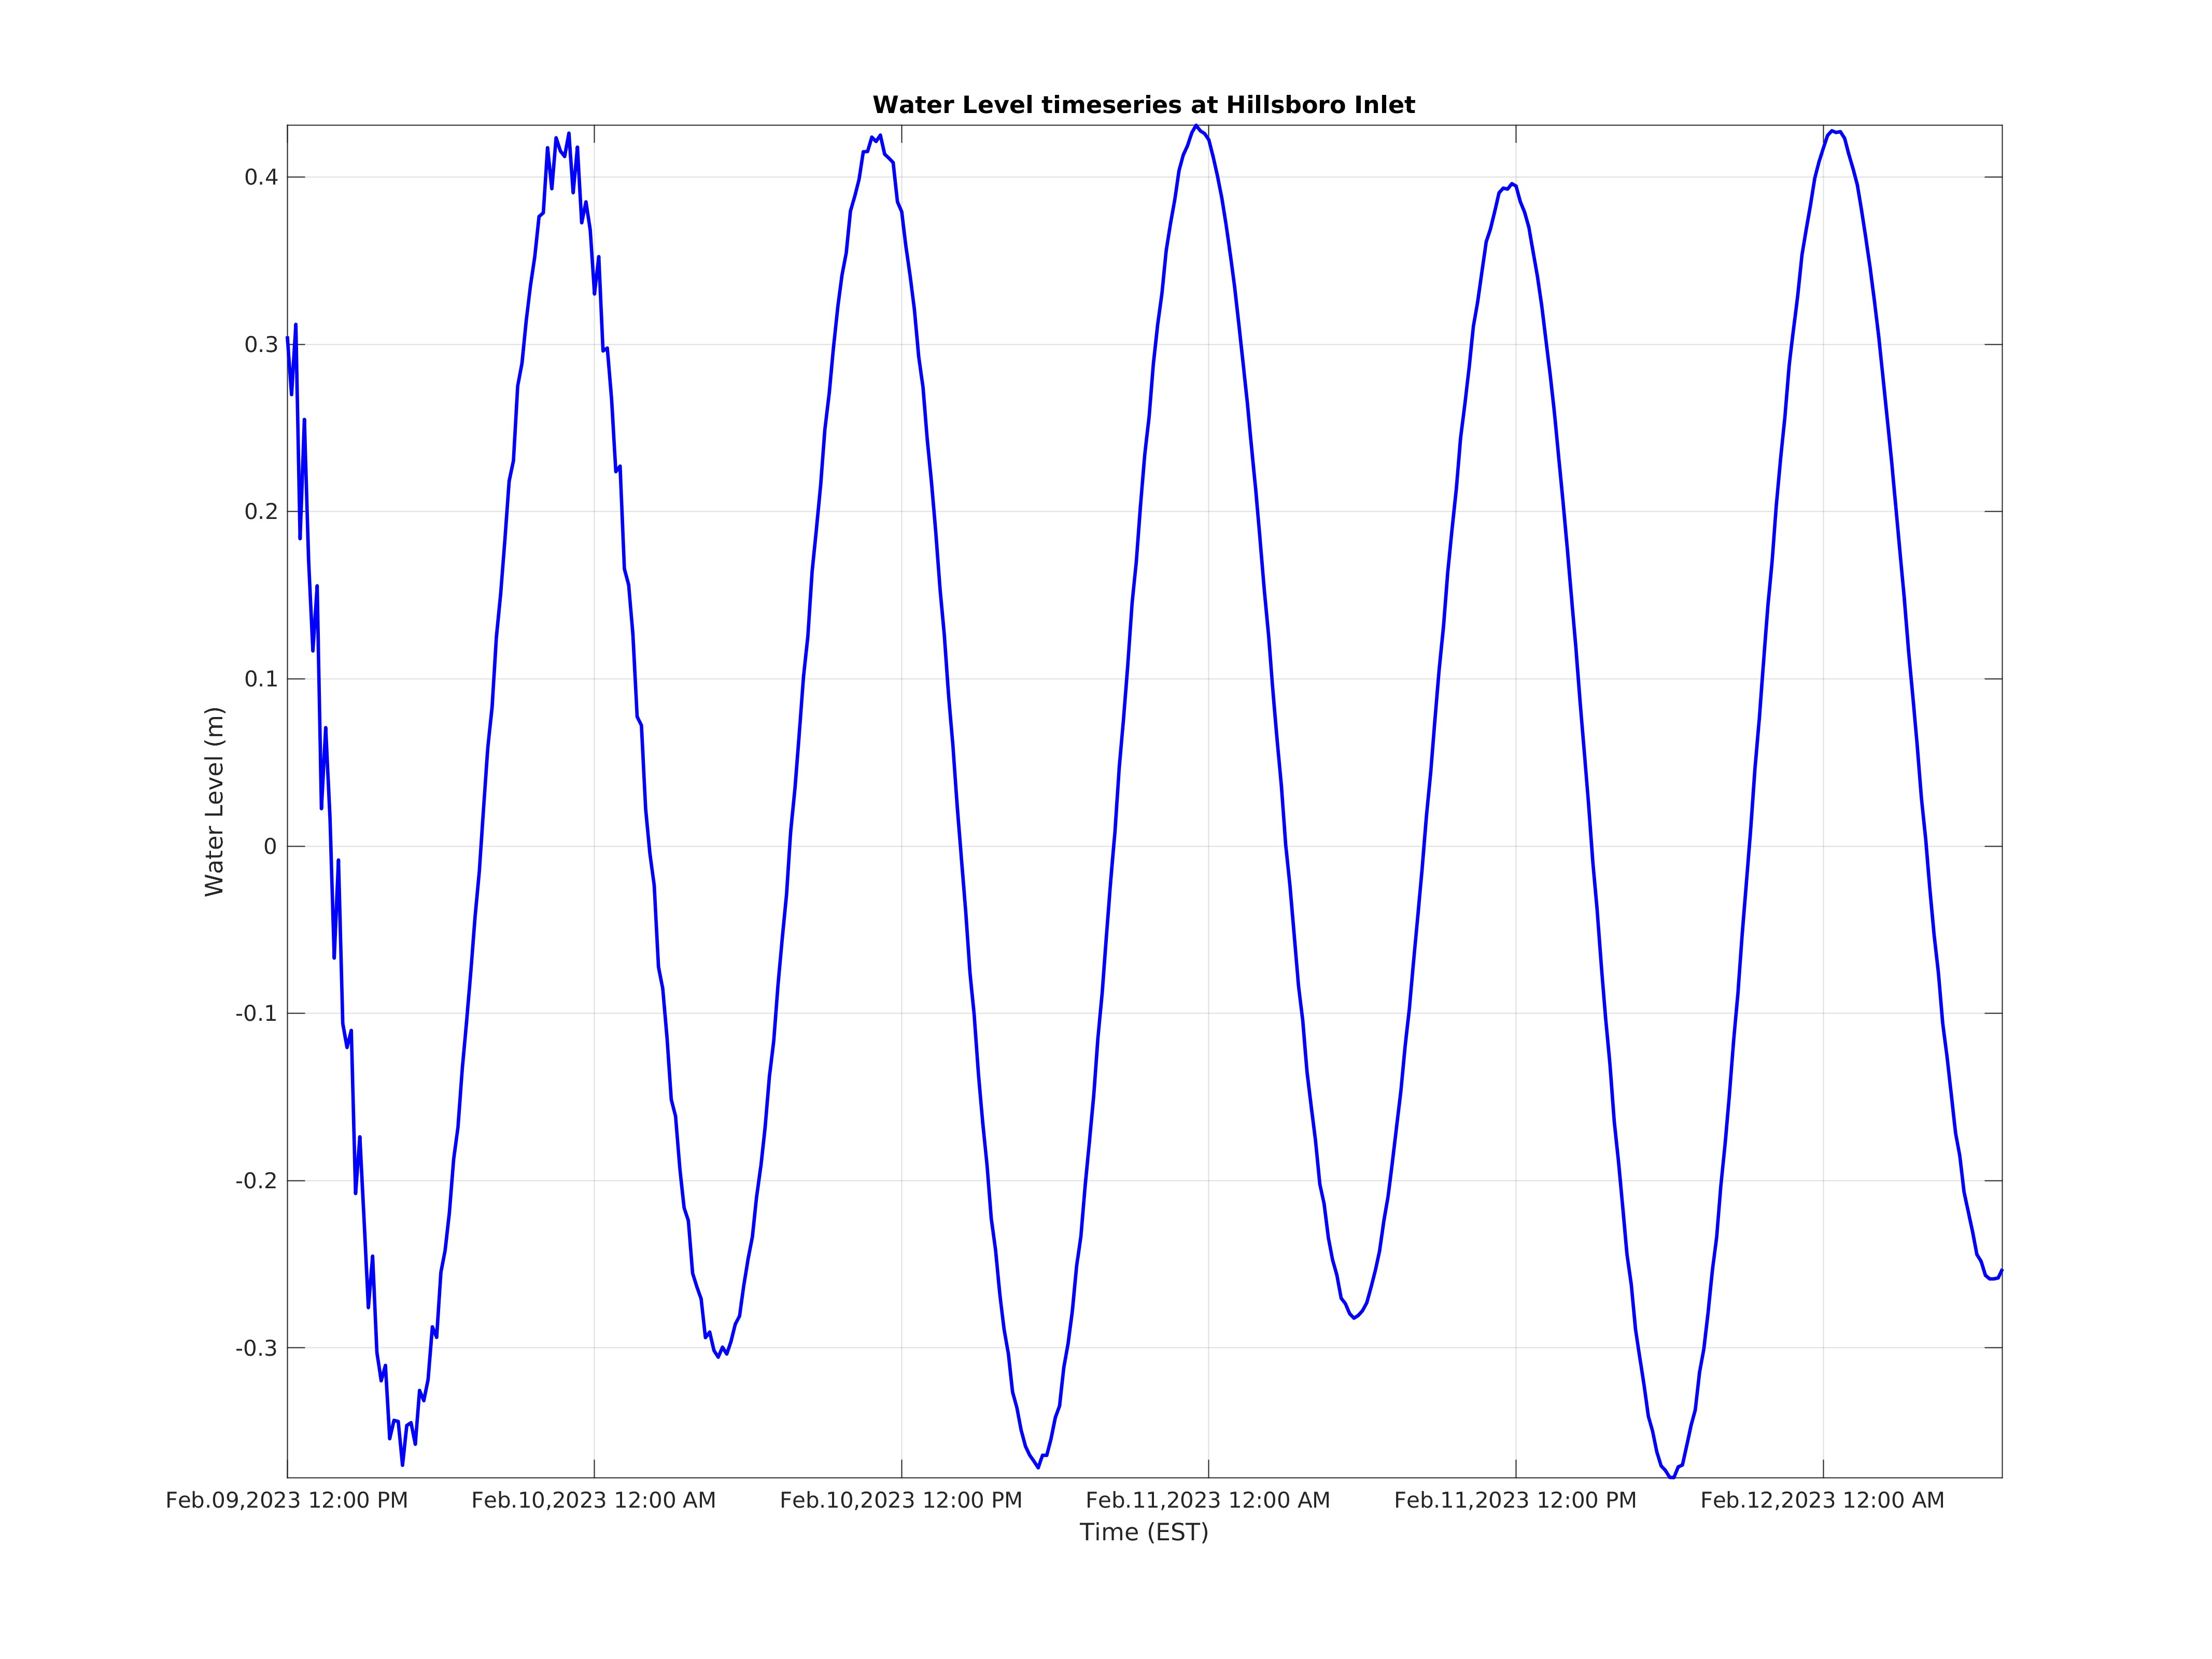 Water Level timeseries at Hillsboro Inlet
0.4
0.3
0.2
0.1
0
-0.1
-0.2
-0.3
Water Level (m)
Feb.09,2023 12:00 PM Feb.10,2023 12:00 AM Feb.10,2023 12:00 PM Feb.11,2023 12:00 AM Feb.11,2023 12:00 PM Feb.12,2023 12:00 AM
Time (EST)